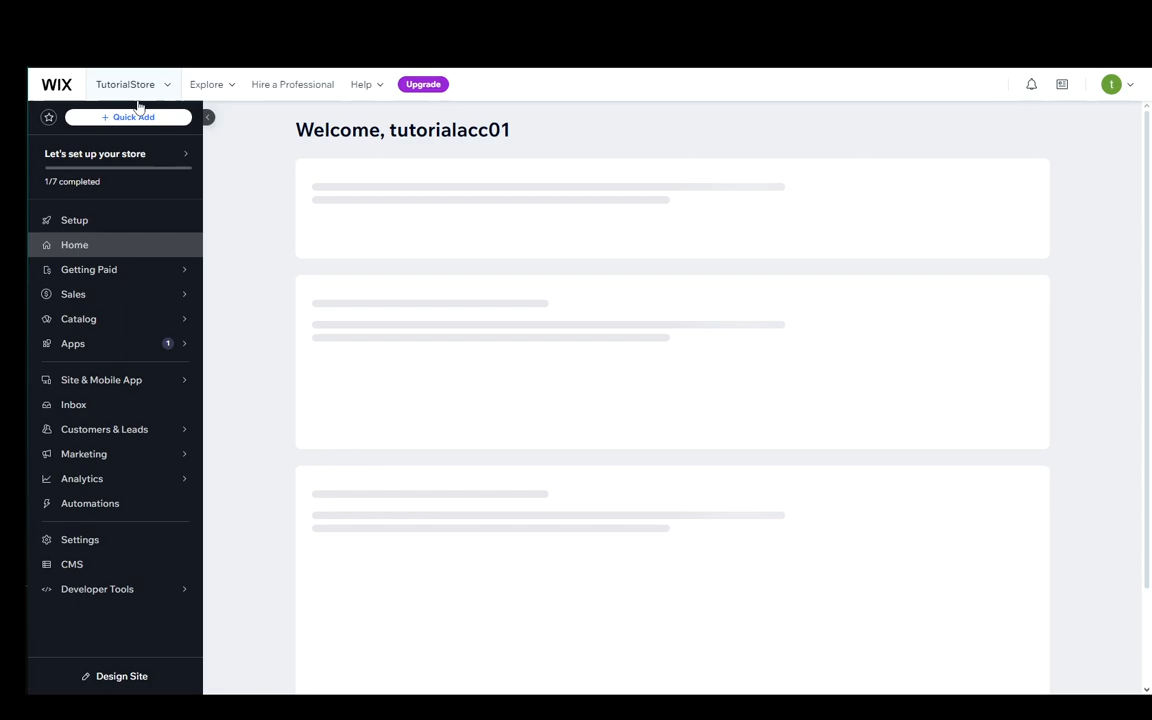 WIX
TutorialStore
Explore
Hire a Professional
Help
Upgrade
t
+ Quick Add
Let's set up your store
1/7 completed
Setup
Home
Getting Paid
Sales
Catalog
Apps
1
Site & Mobile App
Inbox
Customers & Leads
Marketing
Analytics
Automations
Settings
CMS
Developer Tools
Design Site
Welcome, tutorialacc01